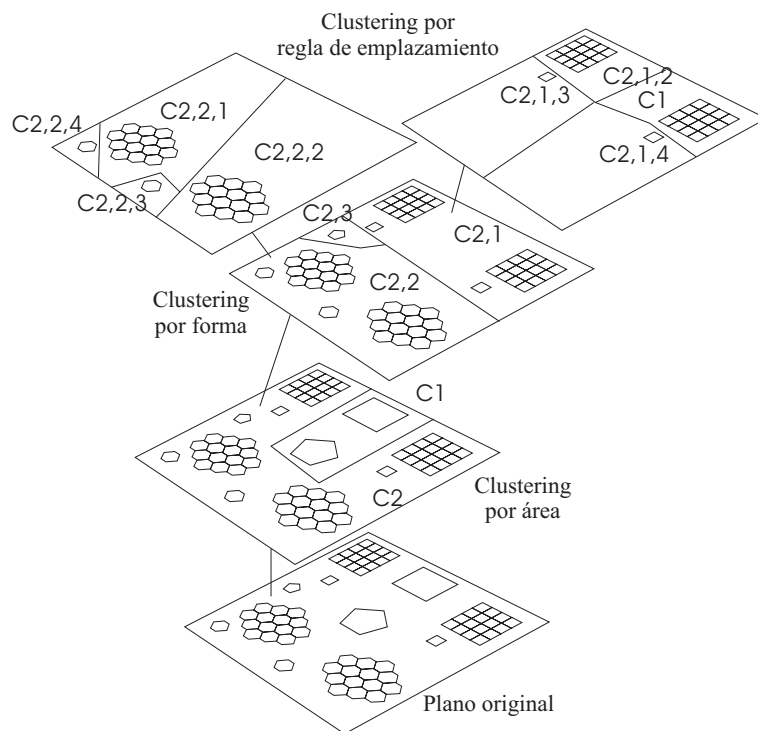 Clustering por
regla de emplazamiento
C2,2,4
C2,2,1
C2,2,2
C2,2,3
C2,1,2
C2,1,3
C1
C2,1,4
C2,3
C2,1
C2,2
Clustering
por forma
C1
C2
Clustering
por área
Plano original